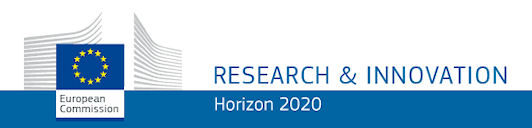 RESEARCH & INNOVATION
European
Commission
Horizon 2020